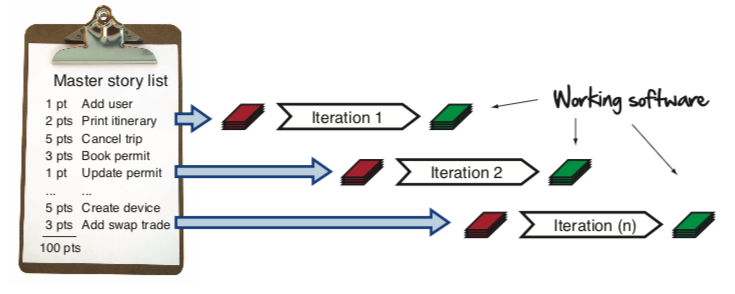 Master story list
1 pt Add user
2 pts Print itinerary
5 pts Cancel trip
3 pts Book permit
1 pt Update permit
... ...
5 pts Create device
3 pts Add swap trade
100 pts
Iteration 1
Working software
Iteration 2
Iteration (n)